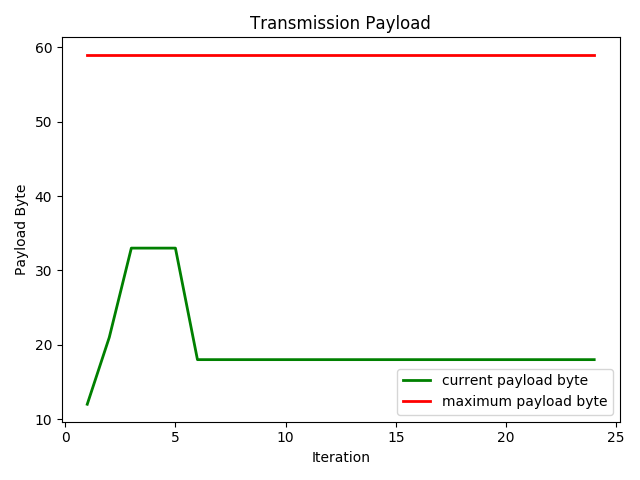 Transmission Payload
Payload Byte
60
50
40
30
20
10
0
5
10
15
20
25
Iteration
current payload byte
maximum payload byte